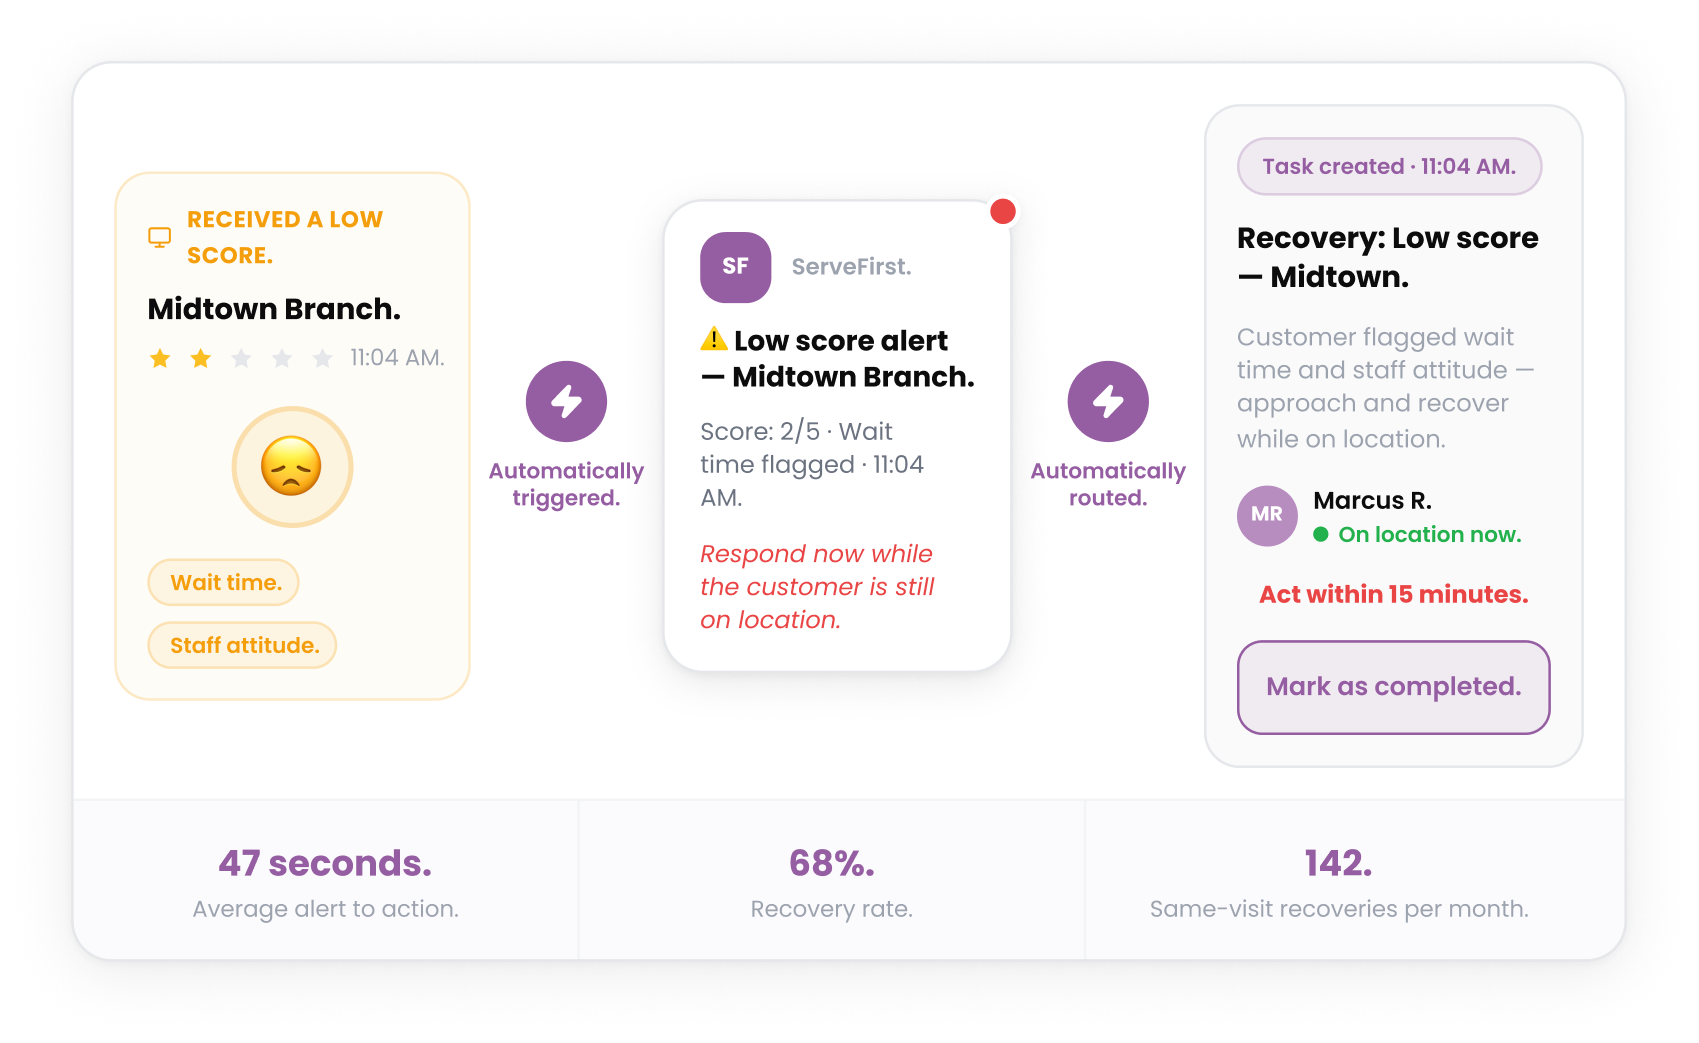 RECEIVED A LOW
SCORE.
Midtown Branch.
11:04 AM.
Wait time.
Staff attitude.
Automatically
triggered.
SF
ServeFirst.
⚠️ Low score alert
— Midtown Branch.
Score: 2/5 · Wait
time flagged · 11:04
AM.
Respond now while
the customer is still
on location.
Automatically
routed.
Task created · 11:04 AM.
Recovery: Low score
— Midtown.
Customer flagged wait
time and staff attitude —
approach and recover
while on location.
MR
Marcus R.
On location now.
Act within 15 minutes.
Mark as completed.
47 seconds.
Average alert to action.
68%.
Recovery rate.
142.
Same-visit recoveries per month.